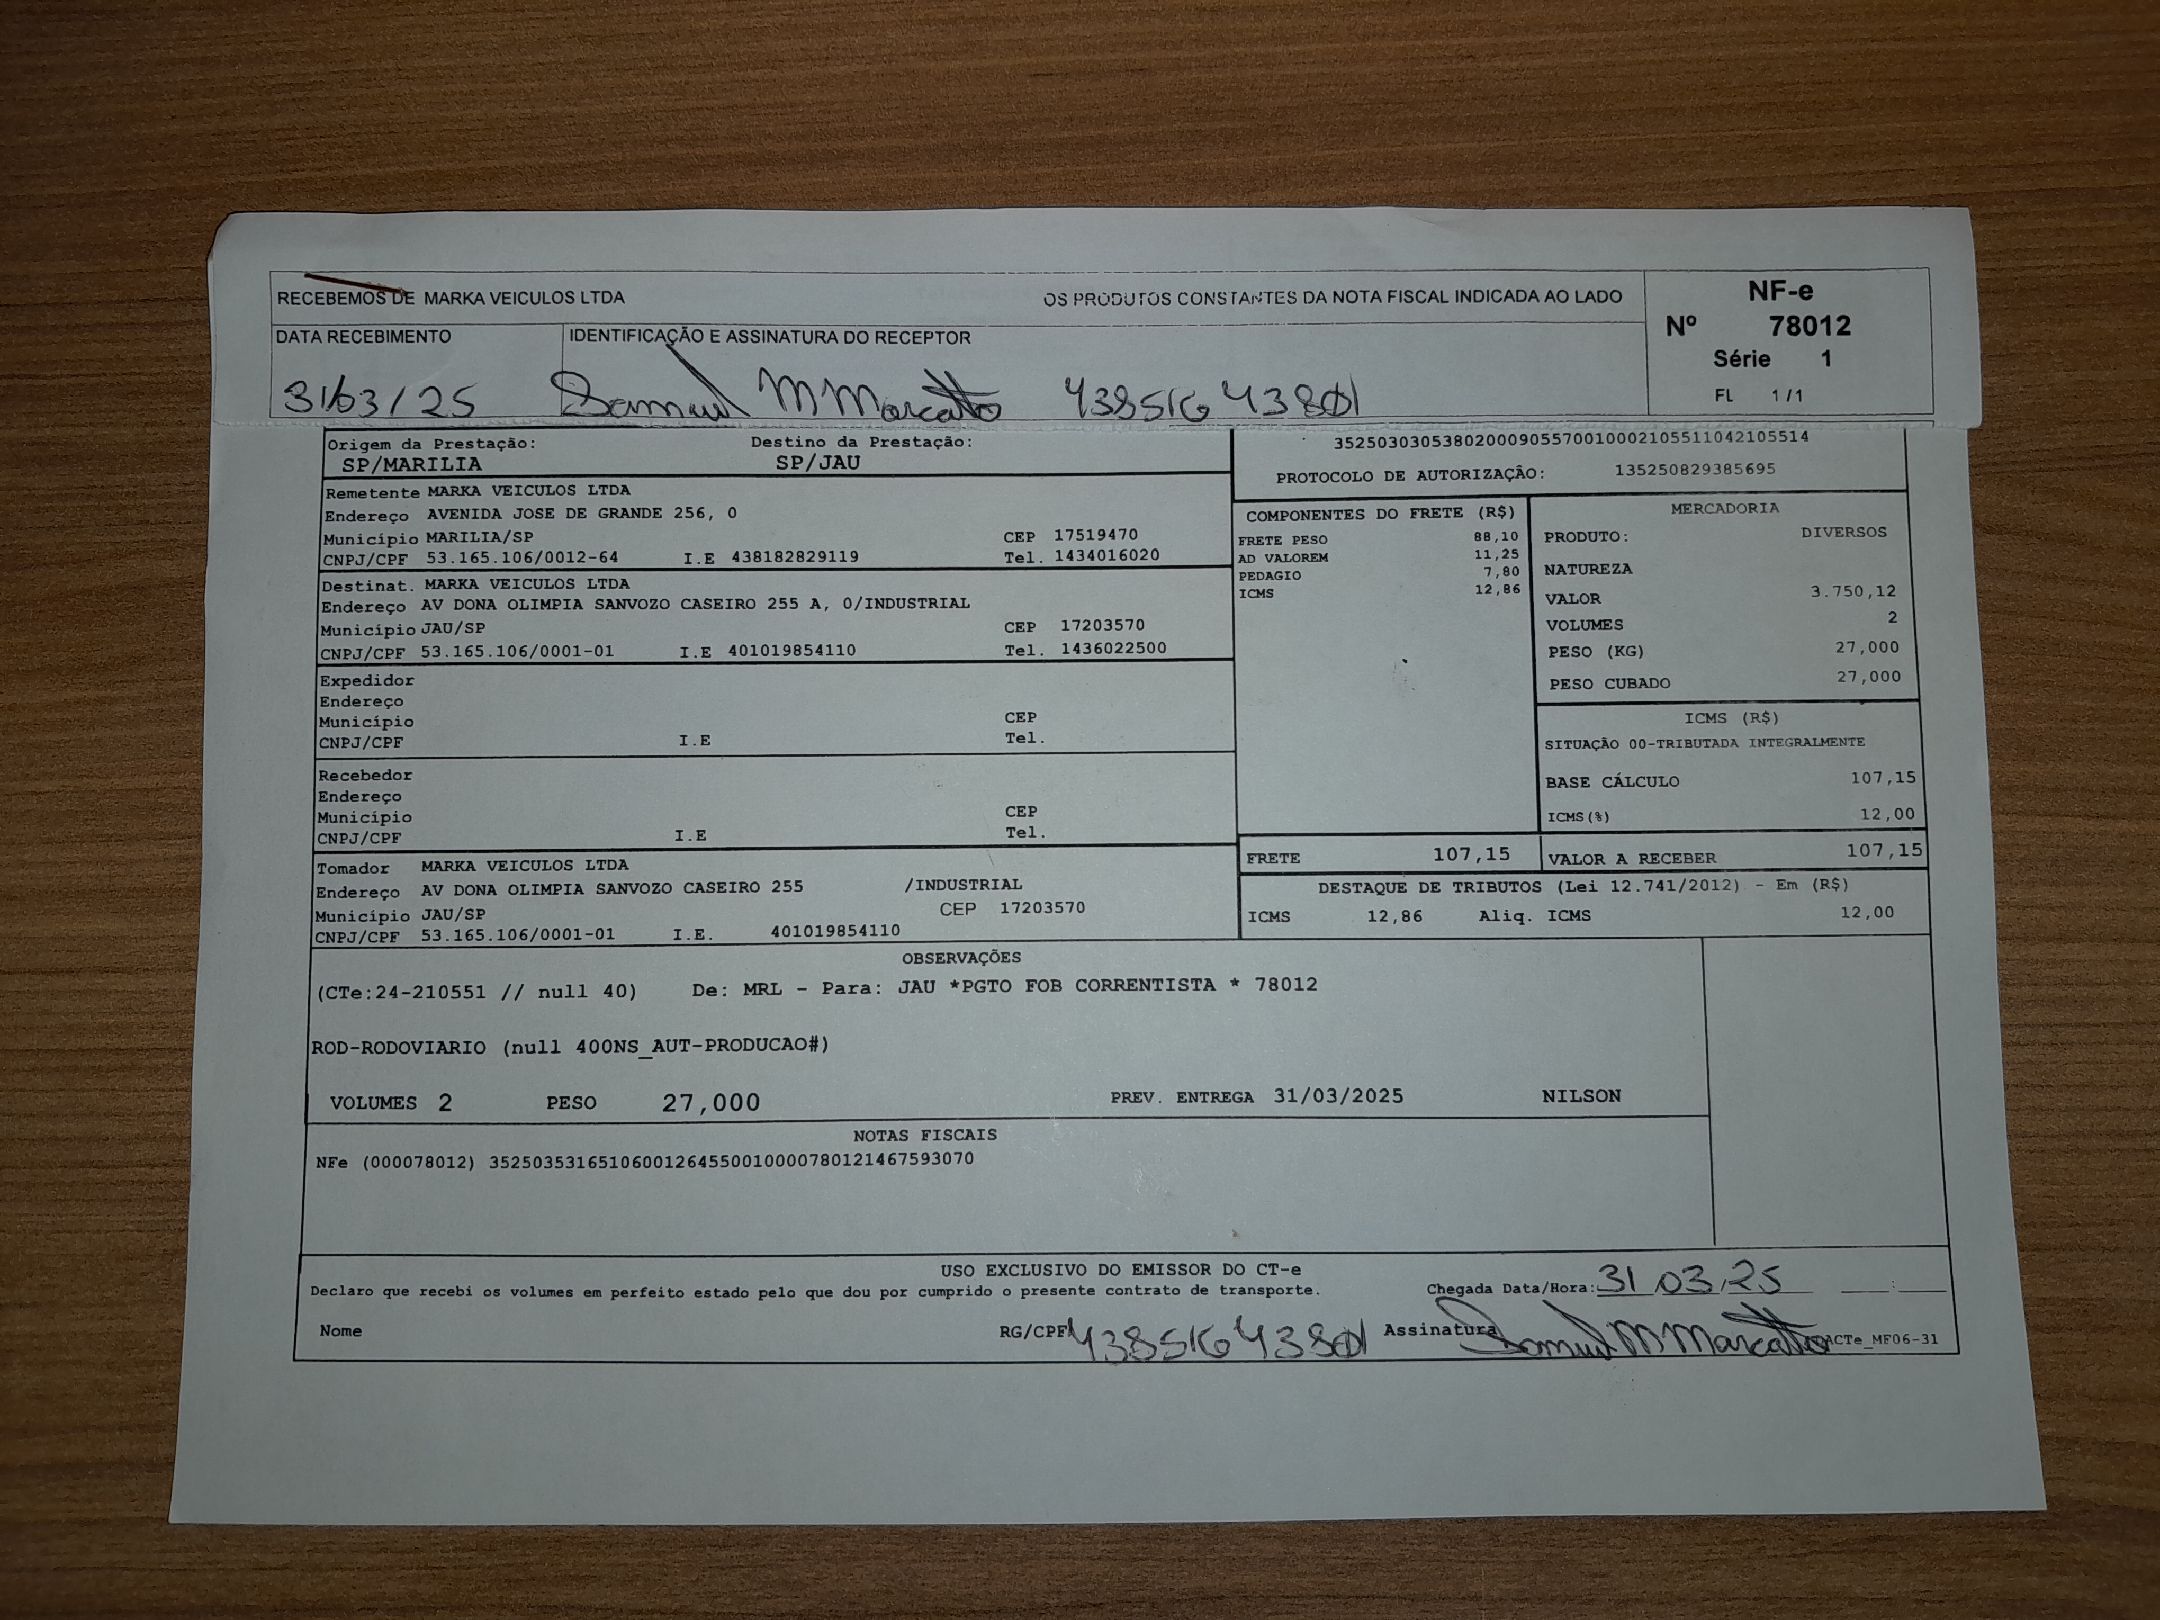 RECEBEMOS DE MARKA VEICULOS LTDA OS PRODUTOS CONSTANTES DA NOTA FISCAL INDICADA AO LADO
NF-e
Nº 78012
Série 1
FL 1/1
DATA RECEBIMENTO IDENTIFICAÇÃO E ASSINATURA DO RECEPTOR
31/03/25 Samuel M Marcatto
Origem da Prestação: Destino da Prestação:
SP/MARILIA SP/JAU
35250303053802000905570010002105511042105514
PROTOCOLO DE AUTORIZAÇÃO: 135250829385695
Remetente MARKA VEICULOS LTDA
Endereço AVENIDA JOSE DE GRANDE 256, 0
Município MARILIA/SP CEP 17519470
CNPJ/CPF 53.165.106/0012-64 I.E 438182829119 Tel. 1434016020
Destinat. MARKA VEICULOS LTDA
Endereço AV DONA OLIMPIA SANVOZO CASEIRO 255 A, 0/INDUSTRIAL
Município JAU/SP CEP 17203570
CNPJ/CPF 53.165.106/0001-01 I.E 401019854110 Tel. 1436022500
Expedidor
Endereço
Município CEP
CNPJ/CPF I.E Tel.
Recebedor
Endereço
Município CEP
CNPJ/CPF I.E Tel.
Tomador MARKA VEICULOS LTDA
Endereço AV DONA OLIMPIA SANVOZO CASEIRO 255 /INDUSTRIAL
Município JAU/SP CEP 17203570
CNPJ/CPF 53.165.106/0001-01 I.E. 401019854110
COMPONENTES DO FRETE (R$)
FRETE PESO 88,10
AD VALOREM 11,25
PEDAGIO 7,80
ICMS 12,86
MERCADORIA
PRODUTO: DIVERSOS
NATUREZA
VALOR 3.750,12
VOLUMES 2
PESO (KG) 27,000
PESO CUBADO 27,000
ICMS (R$)
SITUAÇÃO 00-TRIBUTADA INTEGRALMENTE
BASE CÁLCULO 107,15
ICMS(%) 12,00
FRETE 107,15 VALOR A RECEBER 107,15
DESTAQUE DE TRIBUTOS (Lei 12.741/2012) - Em (R$)
ICMS 12,86 Aliq. ICMS 12,00
OBSERVAÇÕES
(CTe:24-210551 // null 40) De: MRL - Para: JAU *PGTO FOB CORRENTISTA * 78012
ROD-RODOVIARIO (null 400NS_AUT-PRODUCAO#)
VOLUMES 2 PESO 27,000 PREV. ENTREGA 31/03/2025 NILSON
NOTAS FISCAIS
NFe (000078012) 35250353165106001264550010000780121467593070
USO EXCLUSIVO DO EMISSOR DO CT-e
Declaro que recebi os volumes em perfeito estado pelo que dou por cumprido o presente contrato de transporte. Chegada Data/Hora: 31 03 25
Nome RG/CPF Assinatura Samuel M Marcatto ACTe_MF06-31